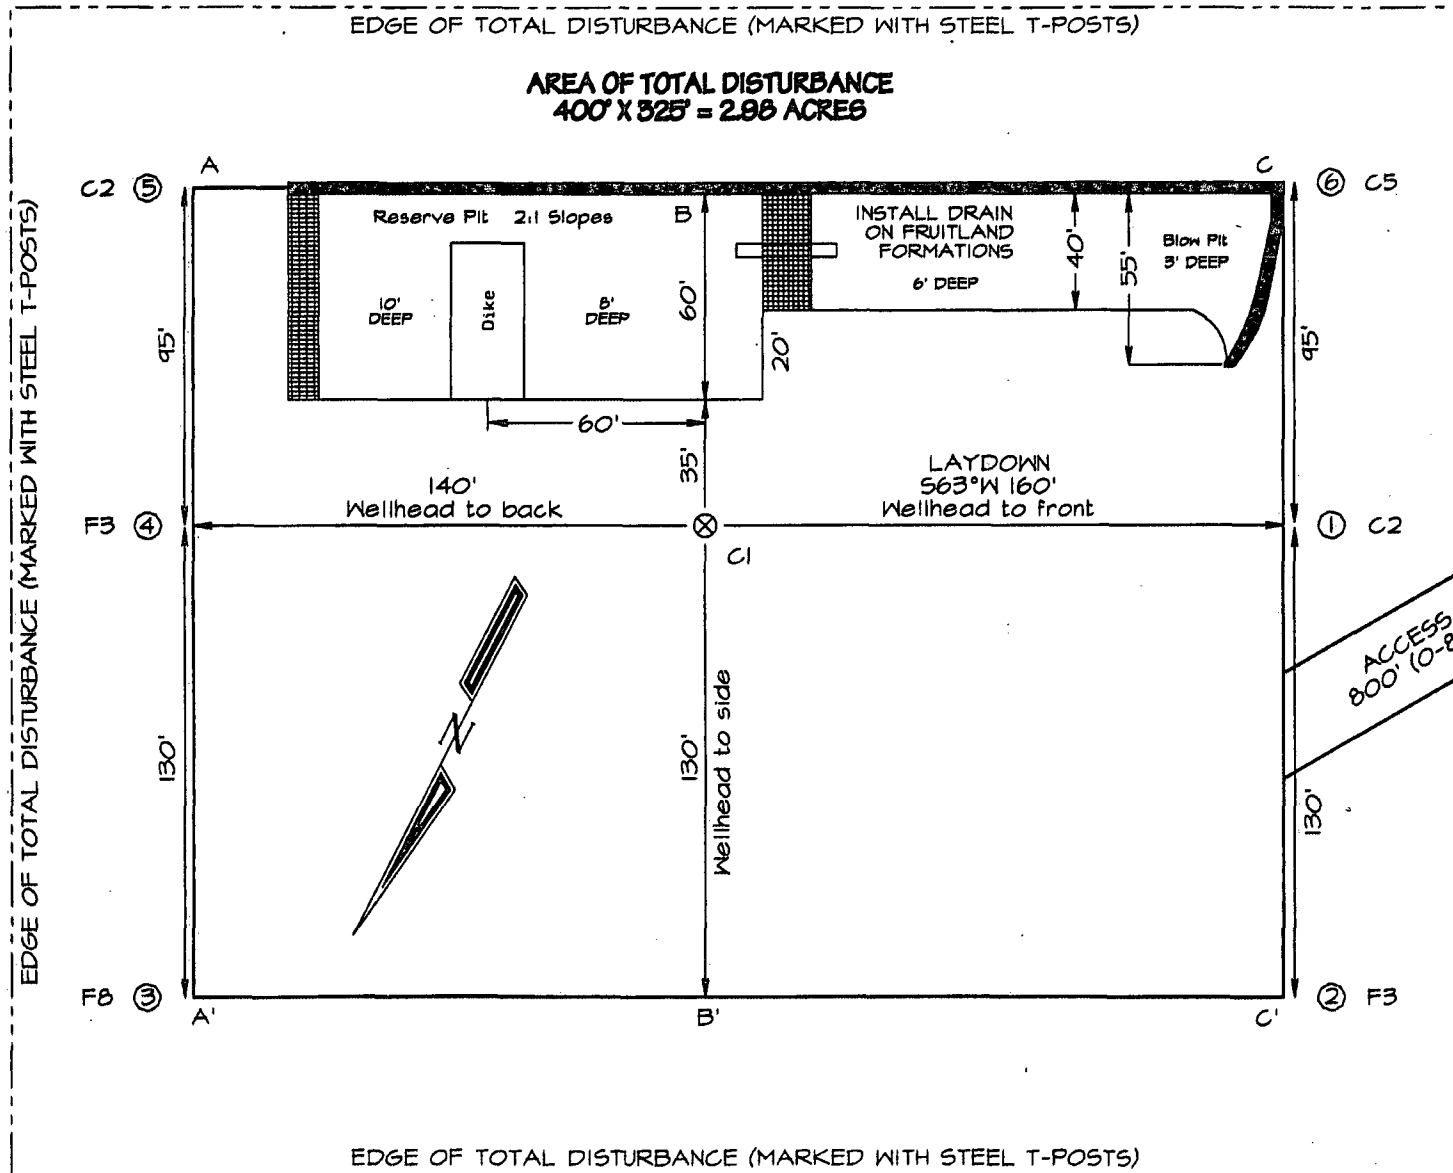 EDGE OF TOTAL DISTURBANCE (MARKED WITH STEEL T-POSTS)
AREA OF TOTAL DISTURBANCE
400' X 325' = 2.98 ACRES
EDGE OF TOTAL DISTURBANCE (MARKED WITH STEEL T-POSTS)
A
C
C2 5
6 C5
Reserve Pit 2:1 Slopes
B
INSTALL DRAIN
ON FRUITLAND
FORMATIONS
6' DEEP
40'
55'
Blow Pit
3' DEEP
10'
DEEP
Dike
8'
DEEP
60'
20'
95'
95'
60'
35'
140'
Wellhead to back
LAYDOWN
S63°W 160'
Wellhead to front
F3 4
1 C2
C1
ACCESS
800' (0-8
N
130'
130'
Wellhead to side
130'
F8 3
2 F3
A'
B'
C'
EDGE OF TOTAL DISTURBANCE (MARKED WITH STEEL T-POSTS)